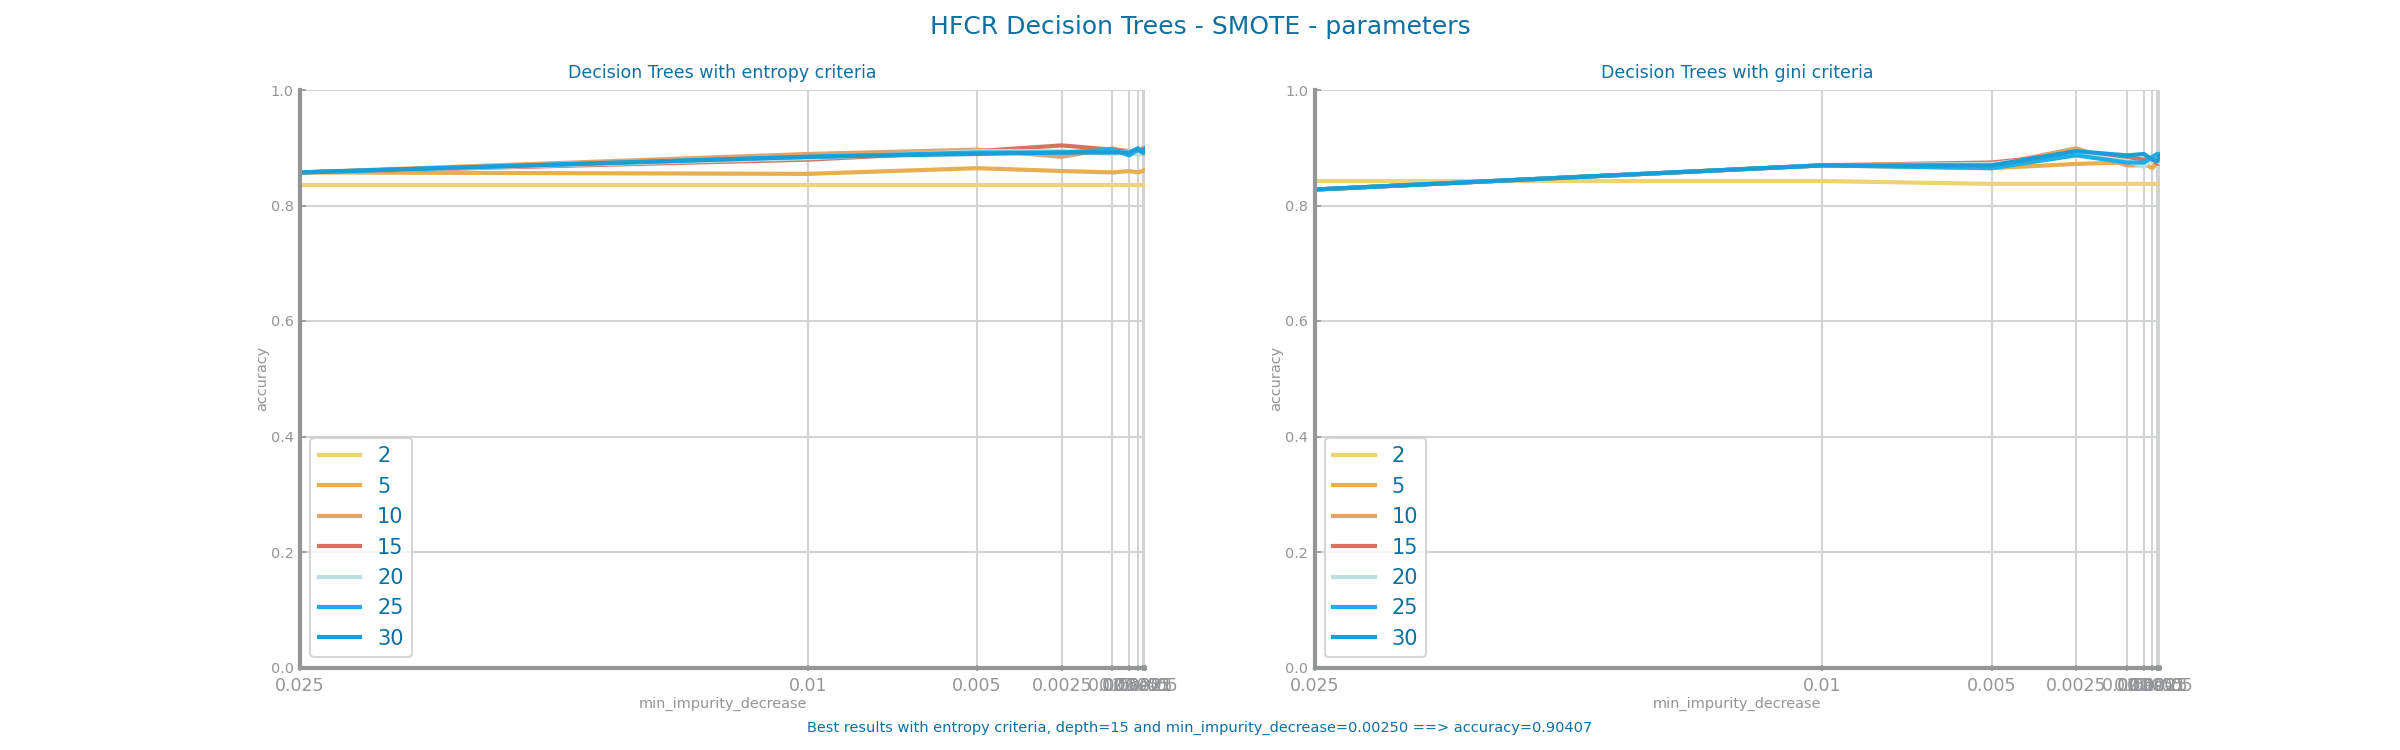 HFCR Decision Trees - SMOTE - parameters
Decision Trees with entropy criteria
1.0
0.8
0.6
0.4
0.2
0.0
accuracy
2
5
10
15
20
25
30
0.025 0.01 0.005 0.0025
min_impurity_decrease
Decision Trees with gini criteria
1.0
0.8
0.6
0.4
0.2
0.0
accuracy
2
5
10
15
20
25
30
0.025 0.01 0.005 0.0025
min_impurity_decrease
Best results with entropy criteria, depth=15 and min_impurity_decrease=0.00250 ==> accuracy=0.90407